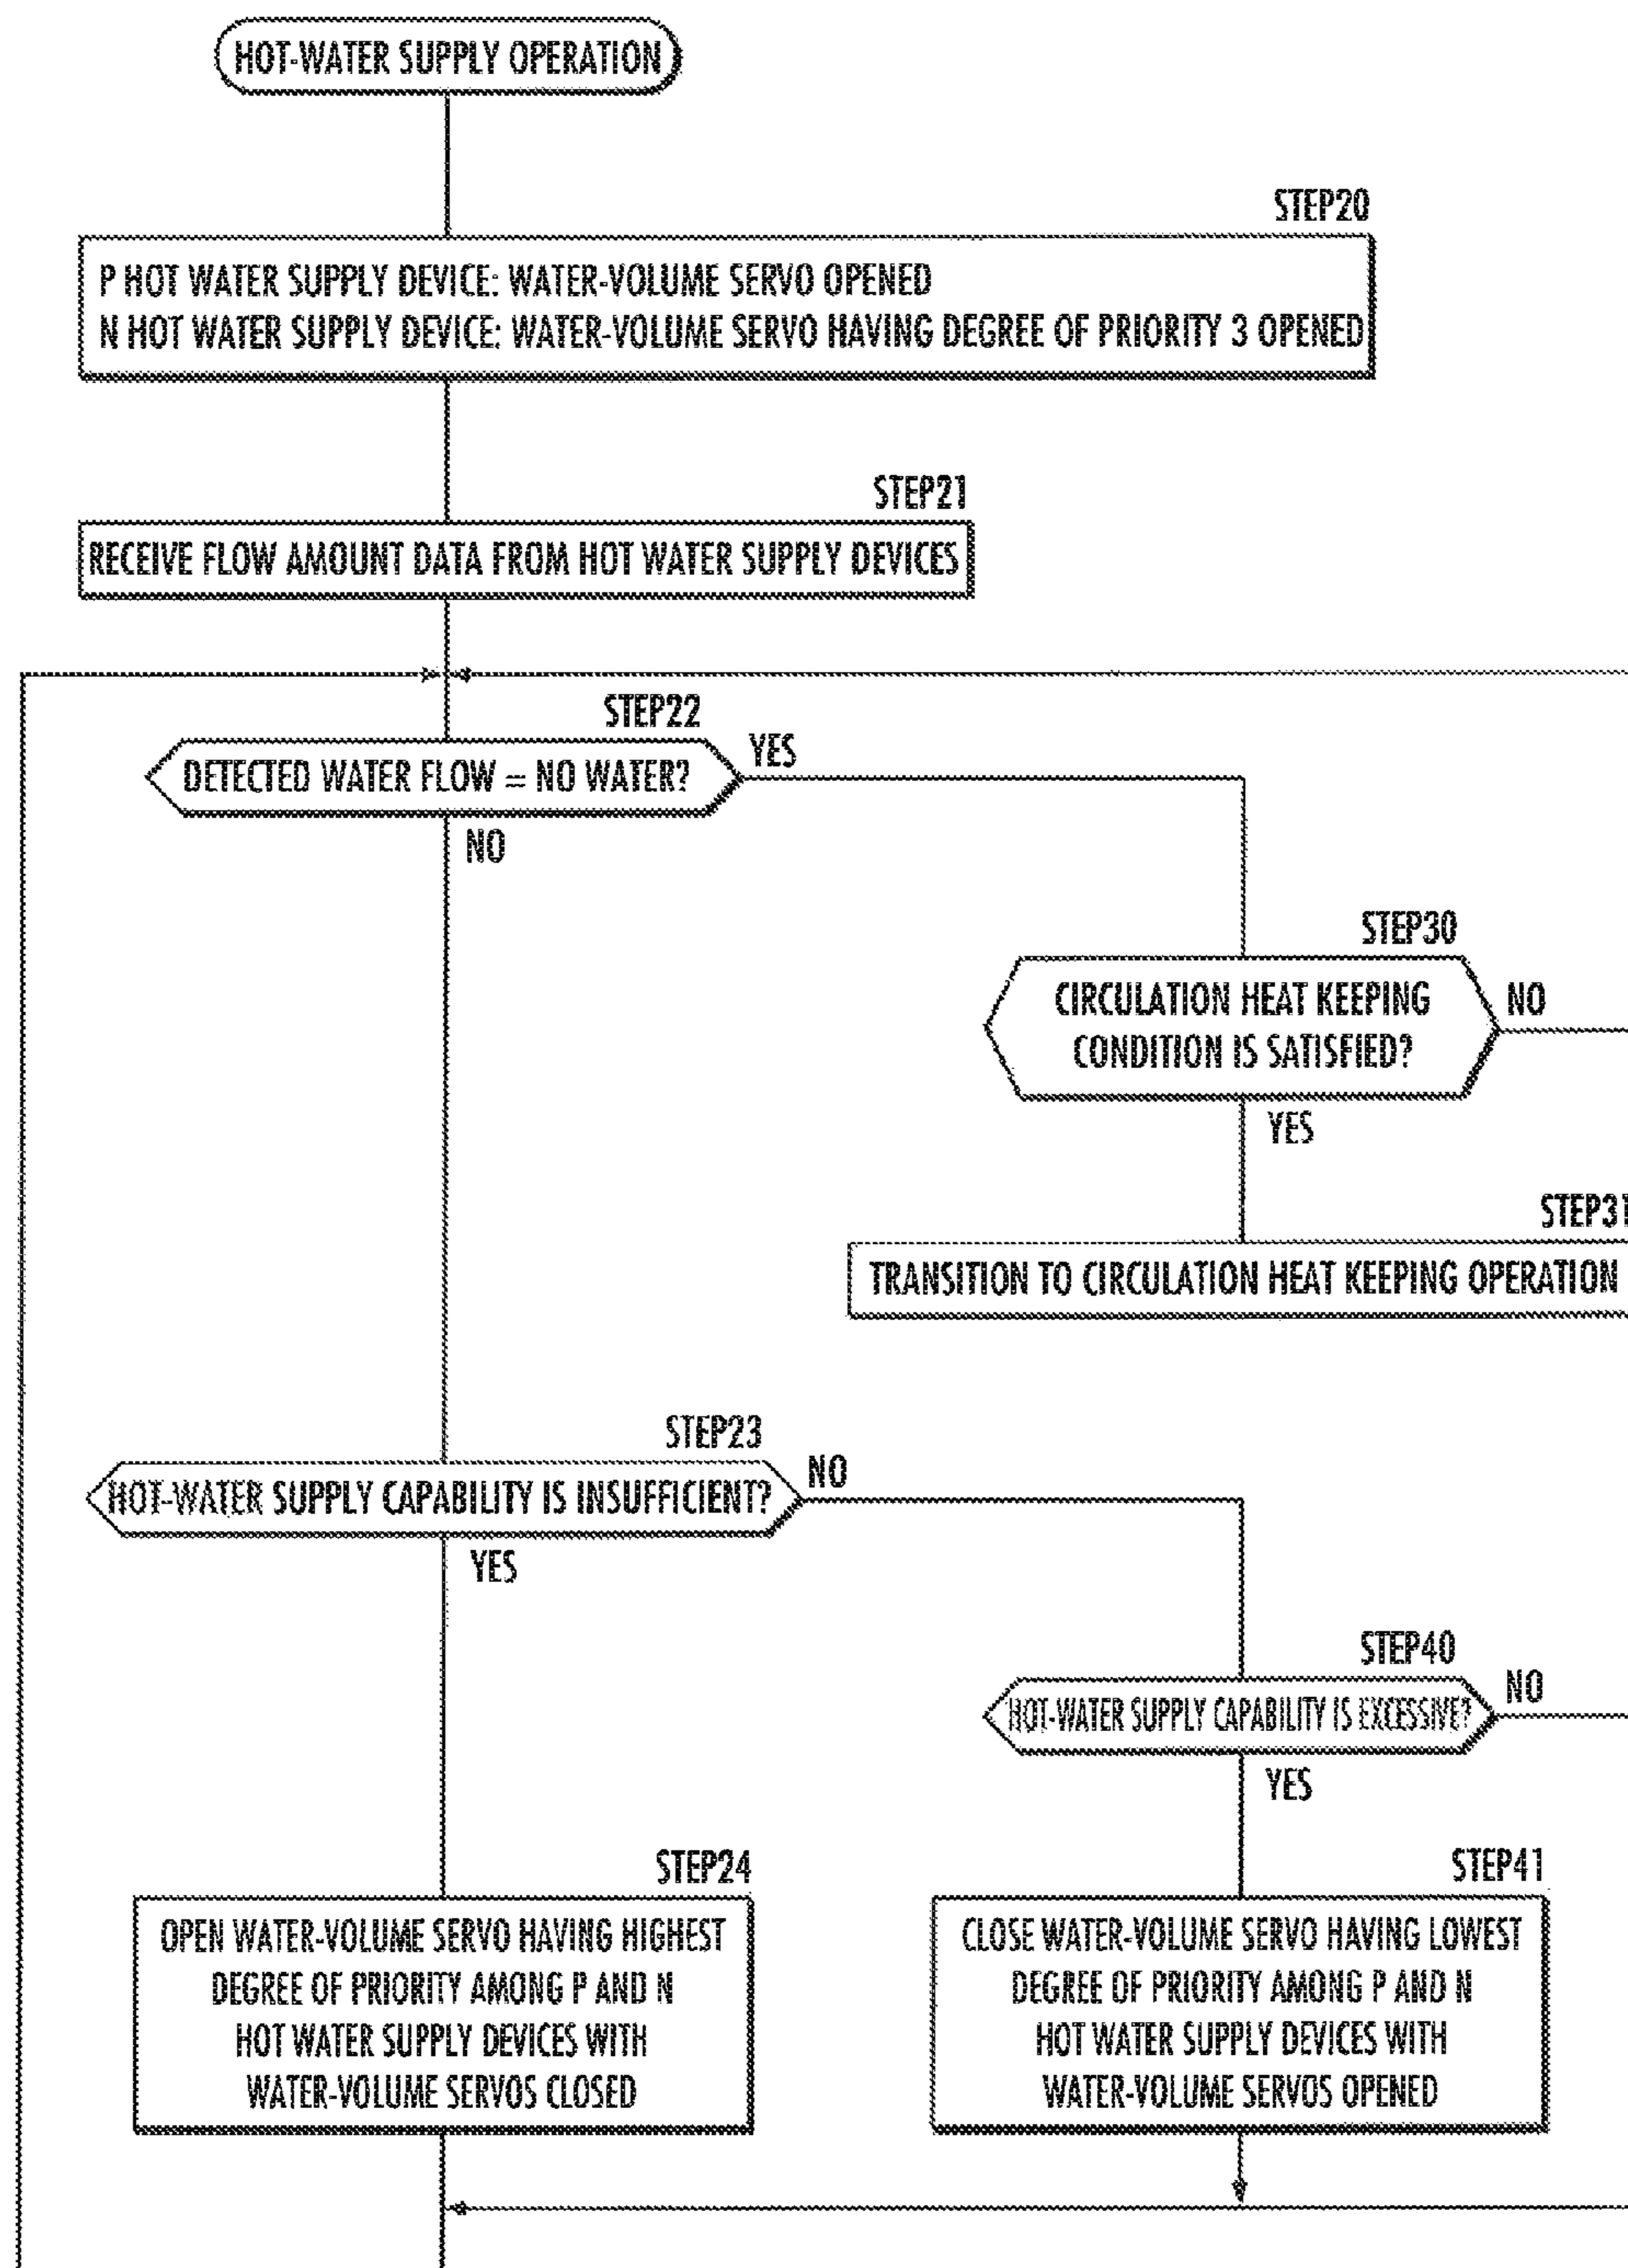 HOT-WATER SUPPLY OPERATION
STEP20
P HOT WATER SUPPLY DEVICE: WATER-VOLUME SERVO OPENED
N HOT WATER SUPPLY DEVICE: WATER-VOLUME SERVO HAVING DEGREE OF PRIORITY 3 OPENED
STEP21
RECEIVE FLOW AMOUNT DATA FROM HOT WATER SUPPLY DEVICES
STEP22
DETECTED WATER FLOW = NO WATER?
YES
NO
STEP30
CIRCULATION HEAT KEEPING
CONDITION IS SATISFIED?
NO
YES
STEP31
TRANSITION TO CIRCULATION HEAT KEEPING OPERATION
STEP23
HOT-WATER SUPPLY CAPABILITY IS INSUFFICIENT?
NO
YES
STEP40
HOT-WATER SUPPLY CAPABILITY IS EXCESSIVE?
NO
YES
STEP24
OPEN WATER-VOLUME SERVO HAVING HIGHEST
DEGREE OF PRIORITY AMONG P AND N
HOT WATER SUPPLY DEVICES WITH
WATER-VOLUME SERVOS CLOSED
STEP41
CLOSE WATER-VOLUME SERVO HAVING LOWEST
DEGREE OF PRIORITY AMONG P AND N
HOT WATER SUPPLY DEVICES WITH
WATER-VOLUME SERVOS OPENED